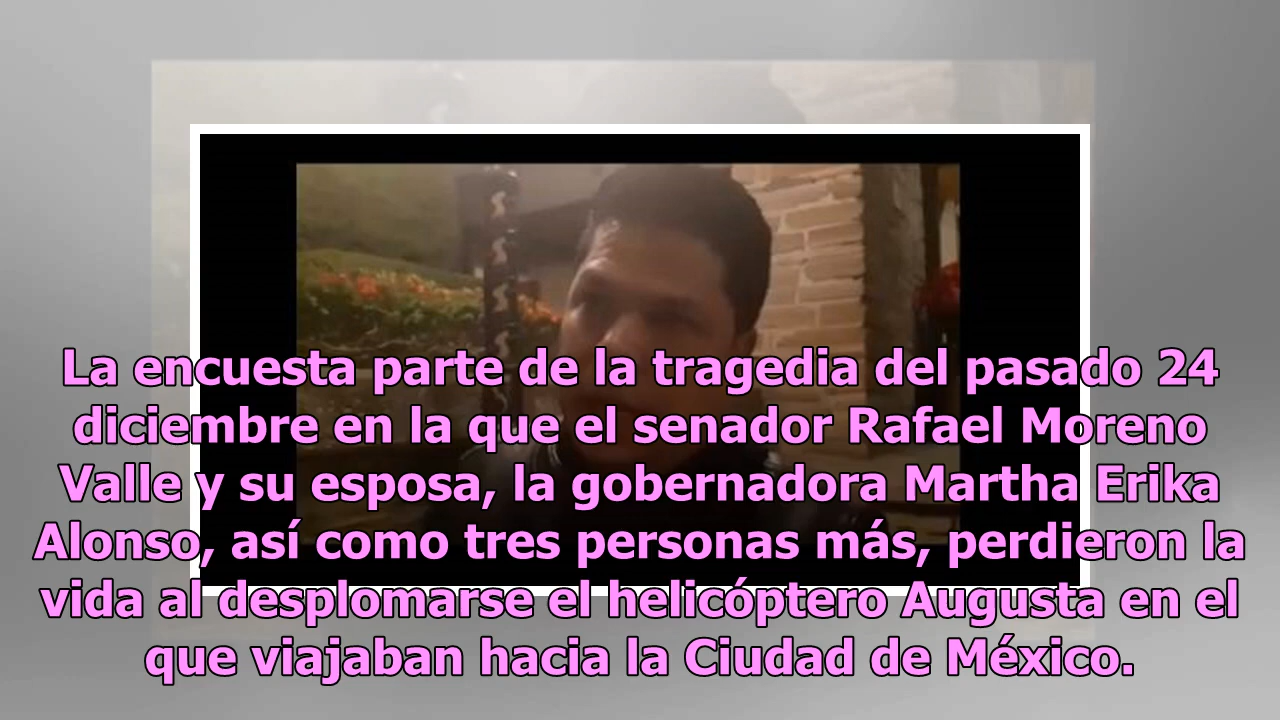 La encuesta parte de la tragedia del pasado 24
diciembre en la que el senador Rafael Moreno
Valle y su esposa, la gobernadora Martha Erika
Alonso, así como tres personas más, perdieron la
vida al desplomarse el helicóptero Augusta en el
que viajaban hacia la Ciudad de México.